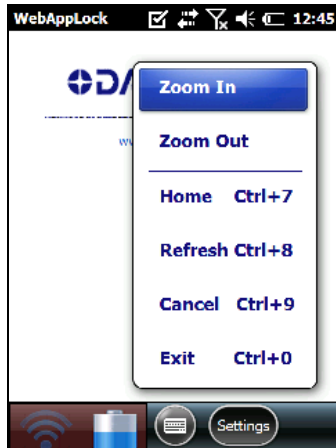 WebAppLock 12:45
Zoom In
Zoom Out
Home Ctrl+7
Refresh Ctrl+8
Cancel Ctrl+9
Exit Ctrl+0
Settings